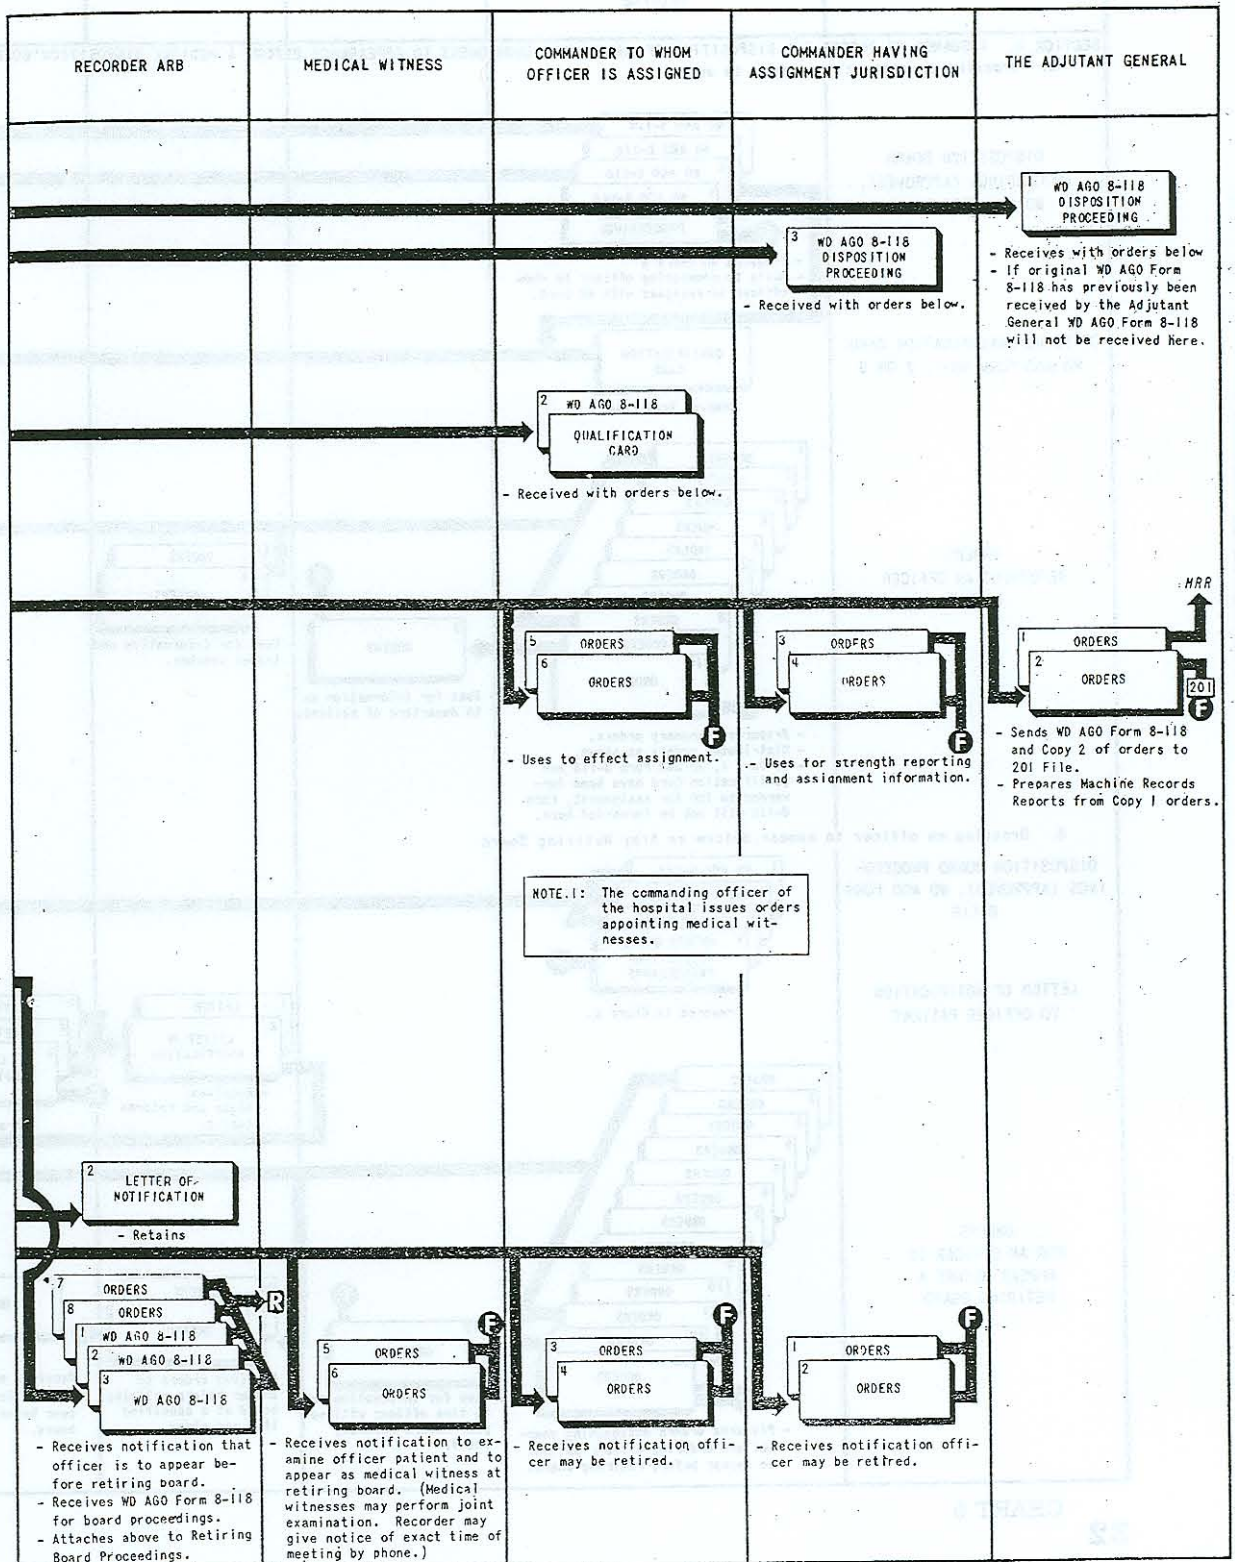 RECORDER ARB
MEDICAL WITNESS
COMMANDER TO WHOM
OFFICER IS ASSIGNED
COMMANDER HAVING
ASSIGNMENT JURISDICTION
THE ADJUTANT GENERAL
1 WD AGO 8-118
DISPOSITION
PROCEEDING
- Receives with orders below
- If original WD AGO Form
8-118 has previously been
received by the Adjutant
General WD AGO Form 8-118
will not be received here.
3 WD AGO 8-118
DISPOSITION
PROCEEDING
- Received with orders below.
2 WD AGO 8-118
QUALIFICATION
CARD
- Received with orders below.
MRR
5 ORDERS
6 ORDERS
F
- Uses to effect assignment.
3 ORDERS
4 ORDERS
F
- Uses for strength reporting
and assignment information.
1 ORDERS
2 ORDERS
201
F
- Sends WD AGO Form 8-118
and Copy 2 of orders to
201 File.
- Prepares Machine Records
Reports from Copy 1 orders.
NOTE.1: The commanding officer of
the hospital issues orders
appointing medical wit-
nesses.
2 LETTER OF
NOTIFICATION
- Retains
7 ORDERS
8 ORDERS
1 WD AGO 8-118
2 WD AGO 8-118
3 WD AGO 8-118
R
- Receives notification that
officer is to appear be-
fore retiring board.
- Receives WD AGO Form 8-118
for board proceedings.
- Attaches above to Retiring
Board Proceedings.
5 ORDERS
6 ORDERS
F
- Receives notification to ex-
amine officer patient and to
appear as medical witness at
retiring board. (Medical
witnesses may perform joint
examination. Recorder may
give notice of exact time of
meeting by phone.)
3 ORDERS
4 ORDERS
F
- Receives notification offi-
cer may be retired.
1 ORDERS
2 ORDERS
F
- Receives notification offi-
cer may be retired.